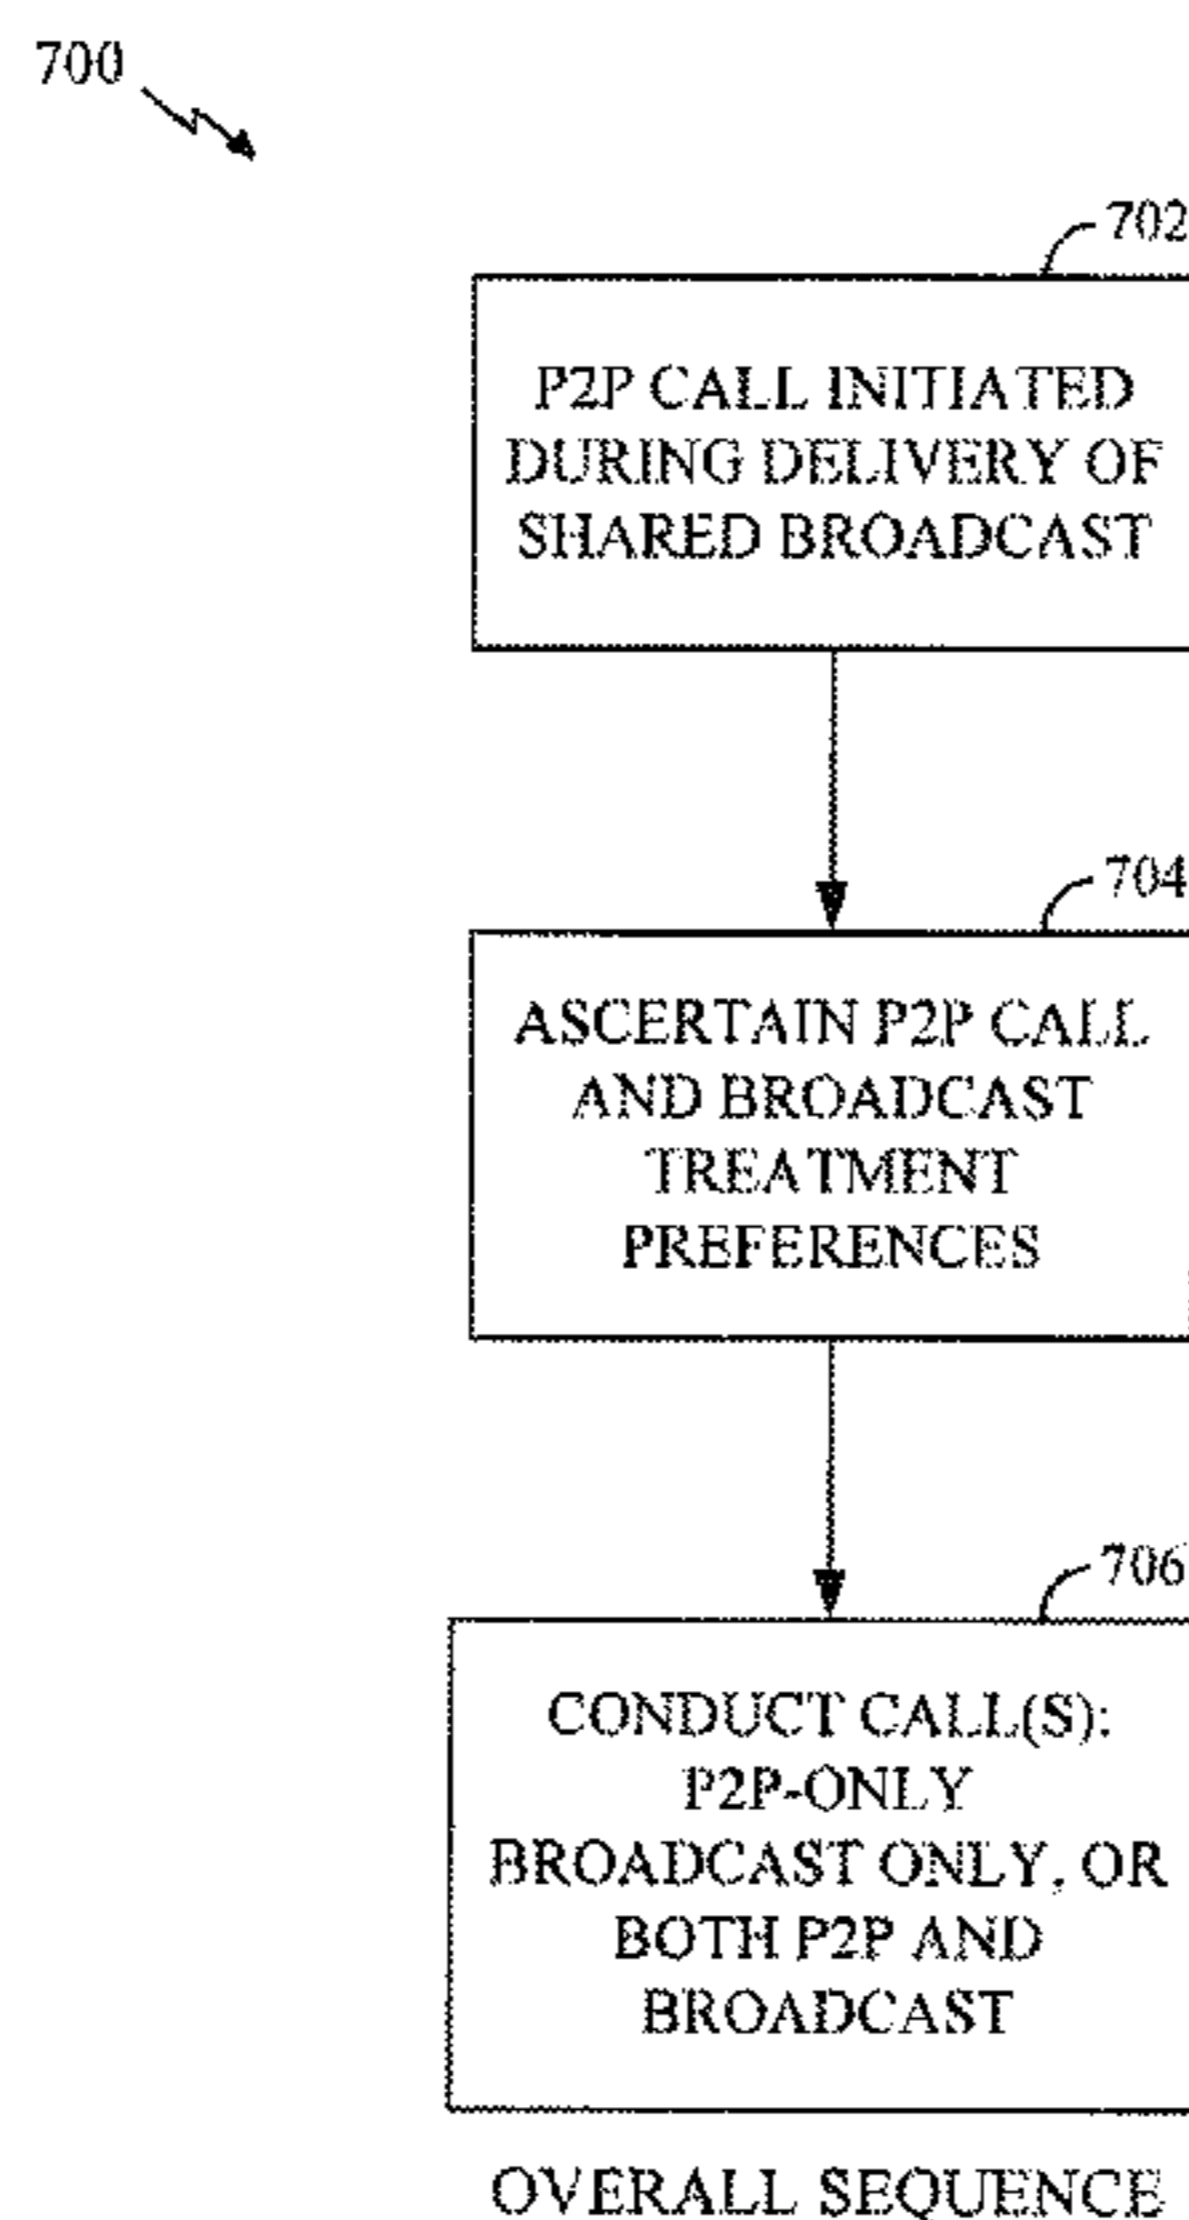 700
702
P2P CALL INITIATED
DURING DELIVERY OF
SHARED BROADCAST
704
ASCERTAIN P2P CALL
AND BROADCAST
TREATMENT
PREFERENCES
706
CONDUCT CALL(S):
P2P-ONLY
BROADCAST ONLY, OR
BOTH P2P AND
BROADCAST
OVERALL SEQUENCE